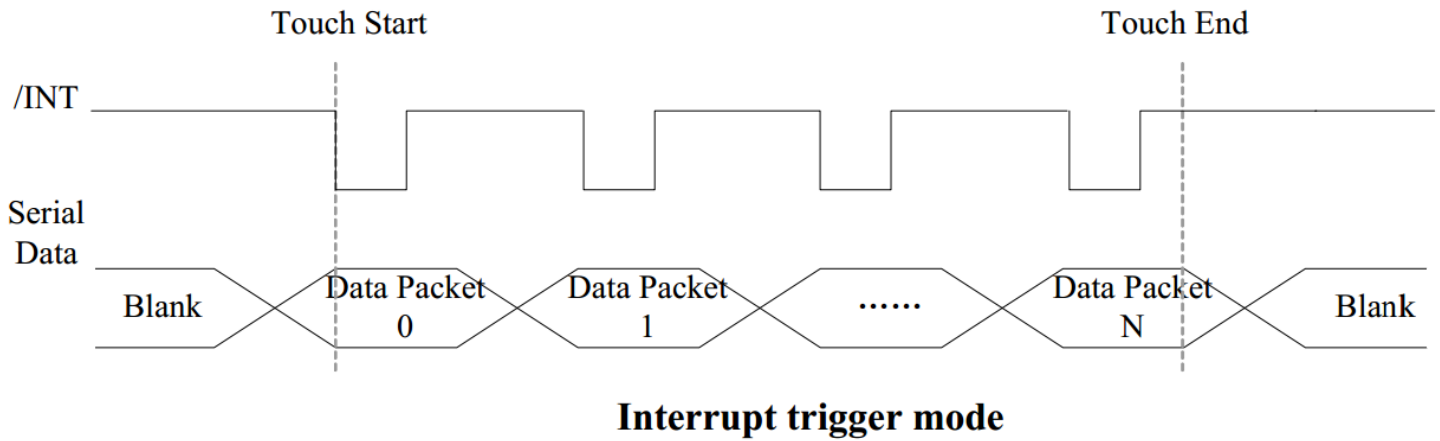 Touch Start
Touch End
/INT
Serial
Data
Blank
Data Packet
0
Data Packet
1
......
Data Packet
N
Blank
Interrupt trigger mode